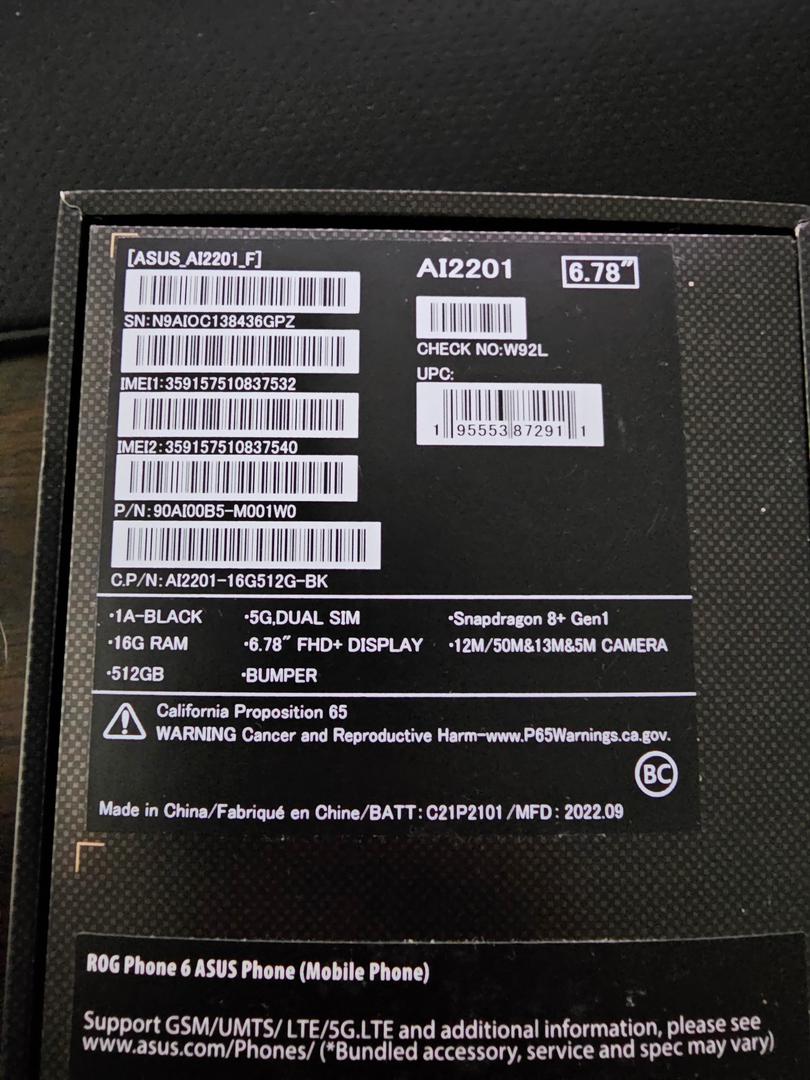 [ASUS_AI2201_F]
SN:N9AIOC138436GPZ
IMEI1:359157510837532
IMEI2:359157510837540
P/N:90AI00B5-M001W0
C.P/N:AI2201-16G512G-BK
AI2201
6.78"
CHECK NO:W92L
UPC:
1 95553 87291 1
·1A-BLACK ·5G,DUAL SIM ·Snapdragon 8+ Gen1
·16G RAM ·6.78" FHD+ DISPLAY ·12M/50M&13M&5M CAMERA
·512GB ·BUMPER
California Proposition 65
WARNING Cancer and Reproductive Harm-www.P65Warnings.ca.gov.
BC
Made in China/Fabriqué en Chine/BATT:C21P2101 /MFD: 2022.09
ROG Phone 6 ASUS Phone (Mobile Phone)
Support GSM/UMTS/ LTE/5G.LTE and additional information, please see
www.asus.com/Phones/ (*Bundled accessory, service and spec may vary)